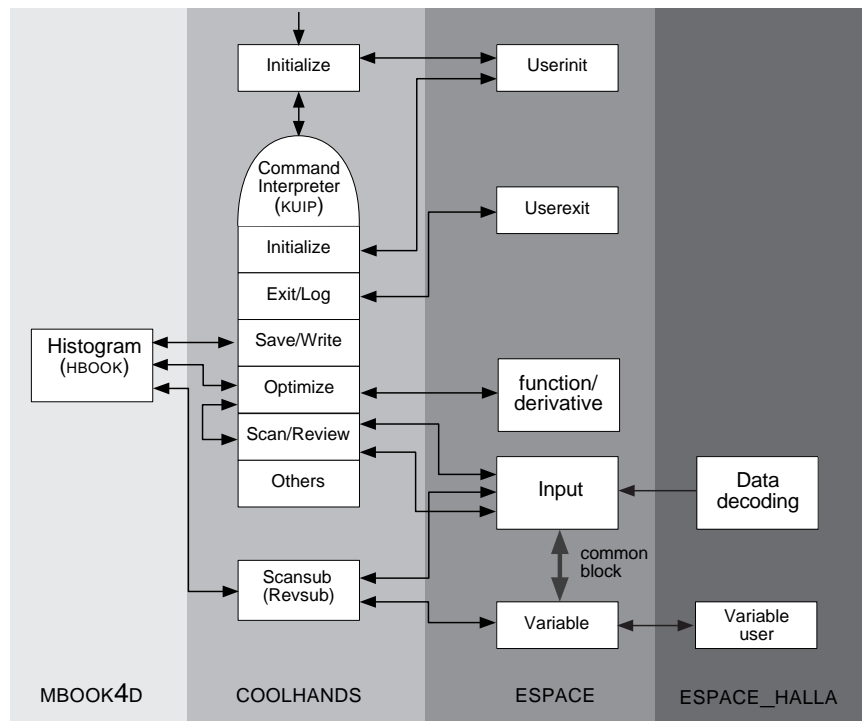 Initialize
Userinit
Command
Interpreter
(KUIP)
Userexit
Initialize
Exit/Log
Save/Write
Histogram
(HBOOK)
Optimize
function/
derivative
Scan/Review
Others
Input
Data
decoding
common
block
Scansub
(Revsub)
Variable
Variable
user
MBOOK4D
COOLHANDS
ESPACE
ESPACE_HALLA